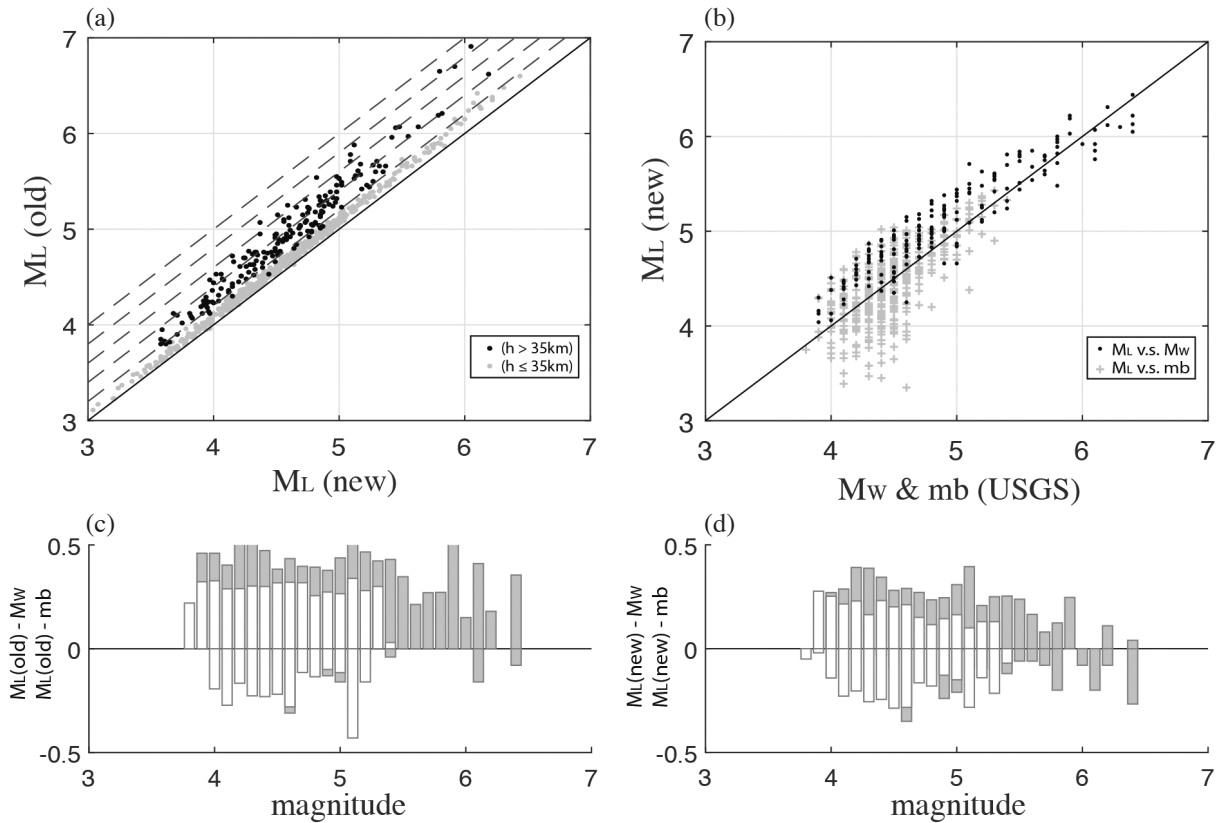 (a)
7
6
5
4
3
3 4 5 6 7
ML (old)
ML (new)
(h > 35km)
(h ≤ 35km)
(b)
7
6
5
4
3
3 4 5 6 7
ML (new)
Mw & mb (USGS)
ML v.s. Mw
ML v.s. mb
(c)
0.5
0
-0.5
3 4 5 6 7
ML(old) - Mw
ML(old) - mb
magnitude
(d)
0.5
0
-0.5
3 4 5 6 7
ML(new) - Mw
ML(new) - mb
magnitude